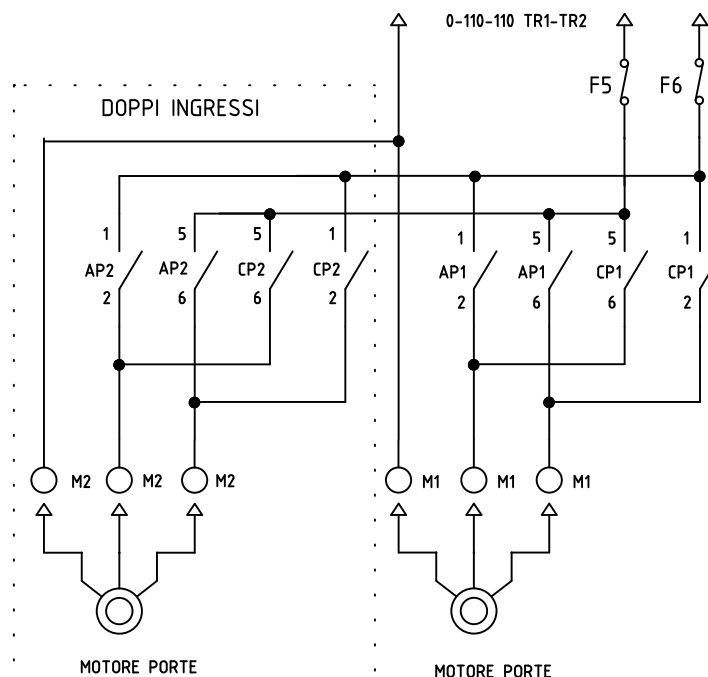 0-110-110 TR1-TR2
F5 F6
DOPPI INGRESSI
1 5 5 1 1 5 5 1
AP2 AP2 CP2 CP2 AP1 AP1 CP1 CP1
2 6 6 2 2 6 6 2
M2 M2 M2 M1 M1 M1
MOTORE PORTE MOTORE PORTE